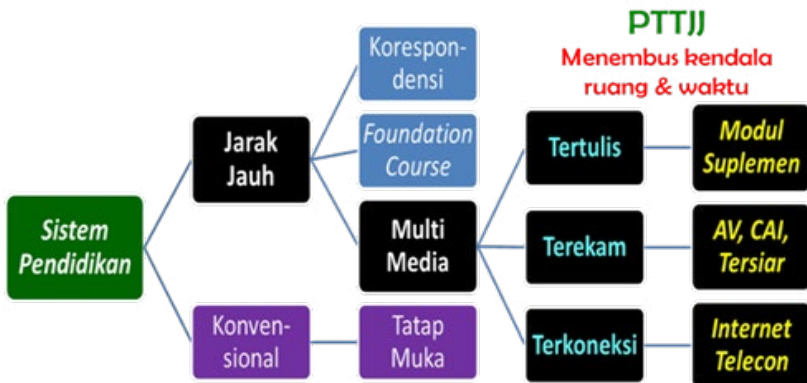 PTTJJ
Menembus kendala
ruang & waktu
Sistem
Pendidikan
Jarak
Jauh
Konven-
sional
Korespon-
densi
Foundation
Course
Multi
Media
Tatap
Muka
Tertulis
Terekam
Terkoneksi
Modul
Suplemen
AV, CAI,
Tersiar
Internet
Telecon